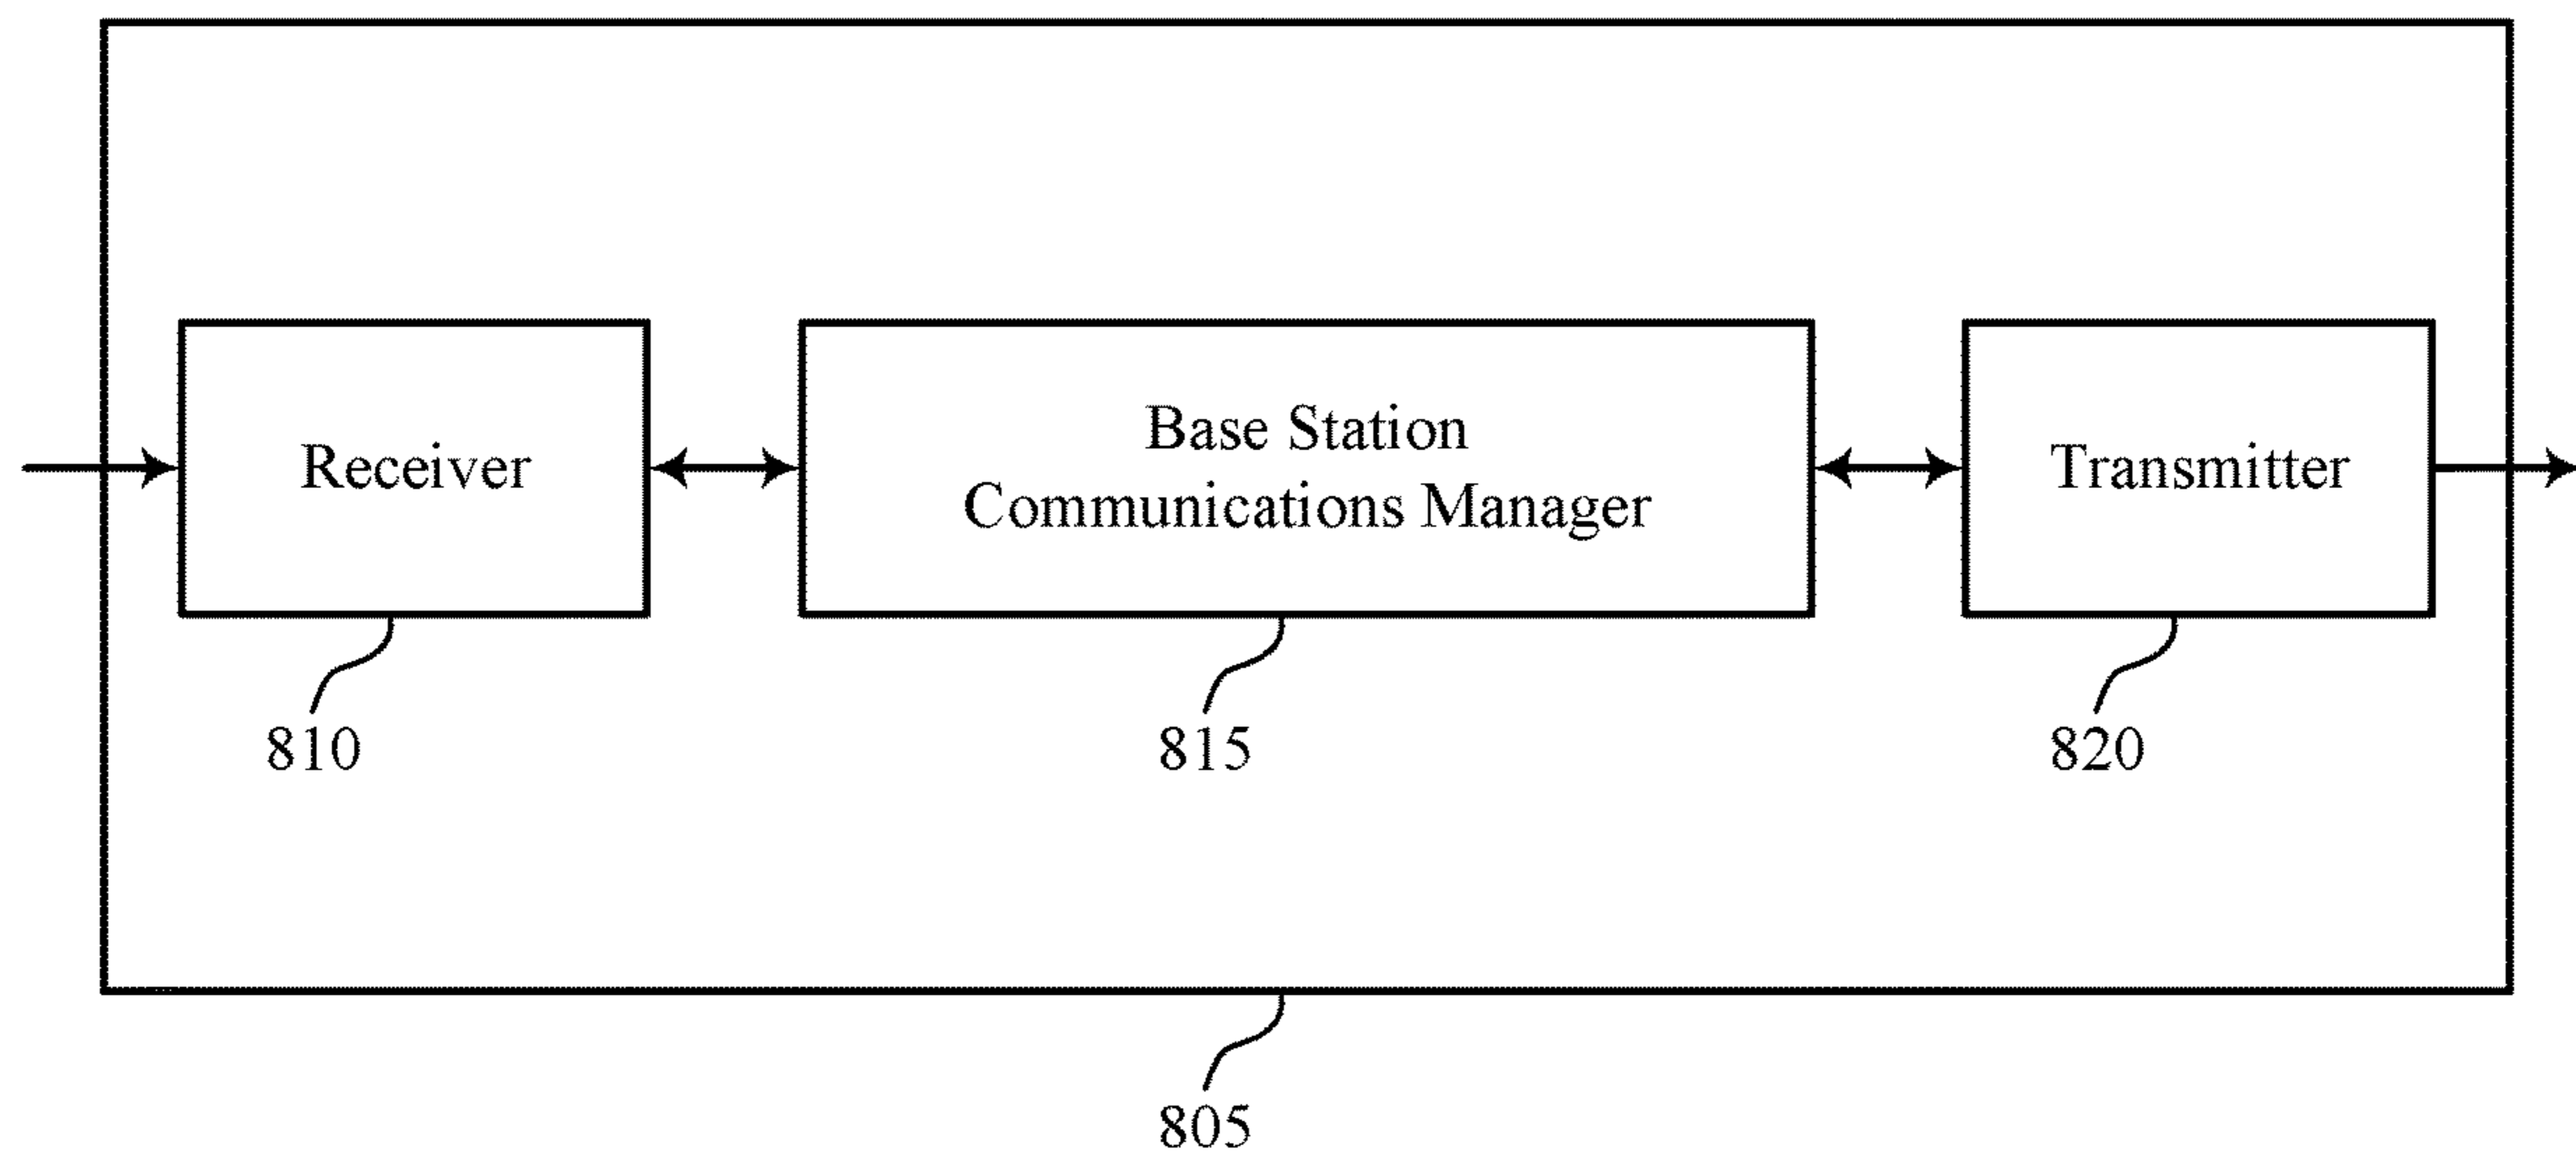 Receiver
Base Station
Communications Manager
Transmitter
810
815
820
805